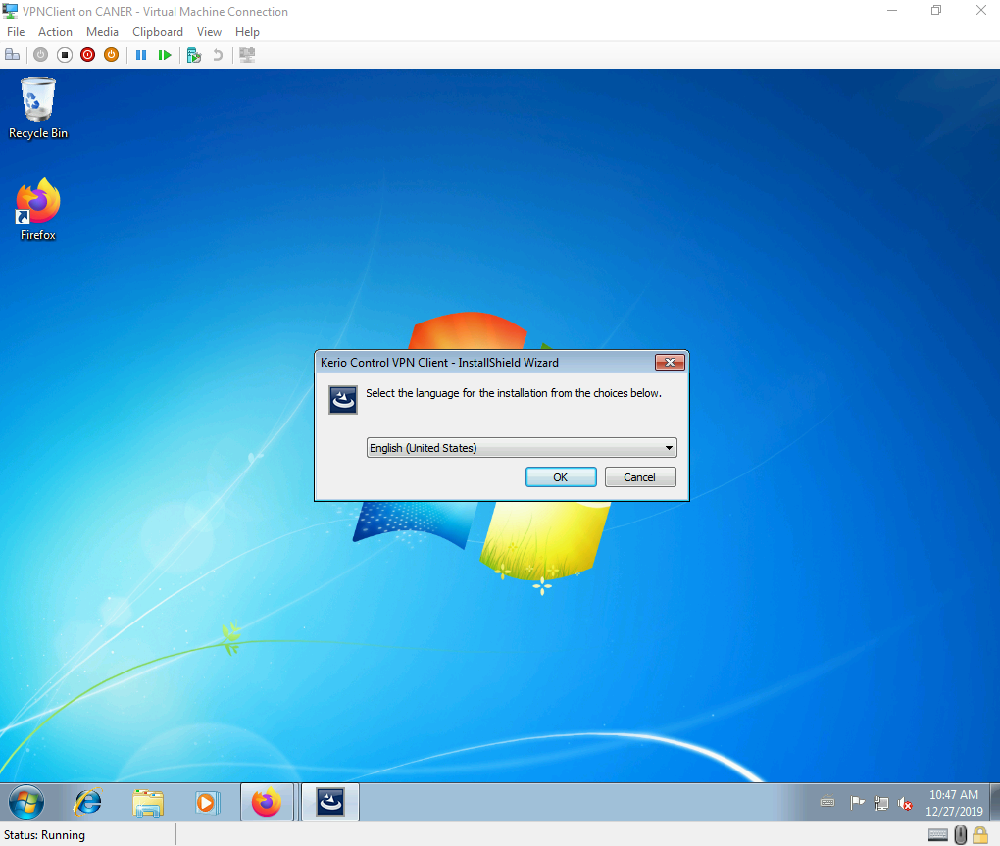 VPNClient on CANER - Virtual Machine Connection
File Action Media Clipboard View Help
Recycle Bin
Firefox
Kerio Control VPN Client - InstallShield Wizard
Select the language for the installation from the choices below.
English (United States)
OK Cancel
10:47 AM
12/27/2019
Status: Running